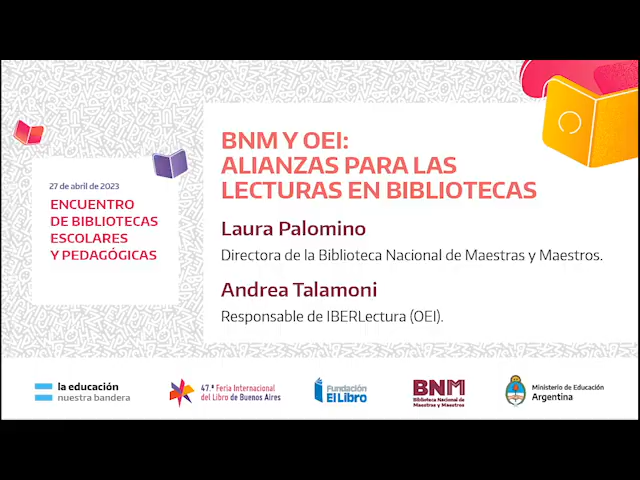 27 de abril de 2023
ENCUENTRO
DE BIBLIOTECAS
ESCOLARES
Y PEDAGÓGICAS
BNM Y OEI:
ALIANZAS PARA LAS
LECTURAS EN BIBLIOTECAS
Laura Palomino
Directora de la Biblioteca Nacional de Maestras y Maestros.
Andrea Talamoni
Responsable de IBERLectura (OEI).
la educación
nuestra bandera
47.ª Feria Internacional
del Libro de Buenos Aires
Fundación
El Libro
BNM
Biblioteca Nacional de
Maestras y Maestros
Ministerio de Educación
Argentina